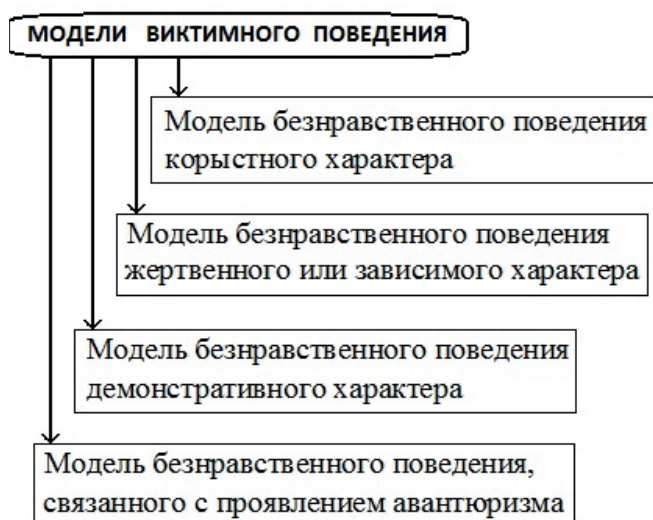 МОДЕЛИ ВИКТИМНОГО ПОВЕДЕНИЯ
Модель безнравственного поведения
корыстного характера
Модель безнравственного поведения
жертвенного или зависимого характера
Модель безнравственного поведения
демонстративного характера
Модель безнравственного поведения,
связанного с проявлением авантюризма